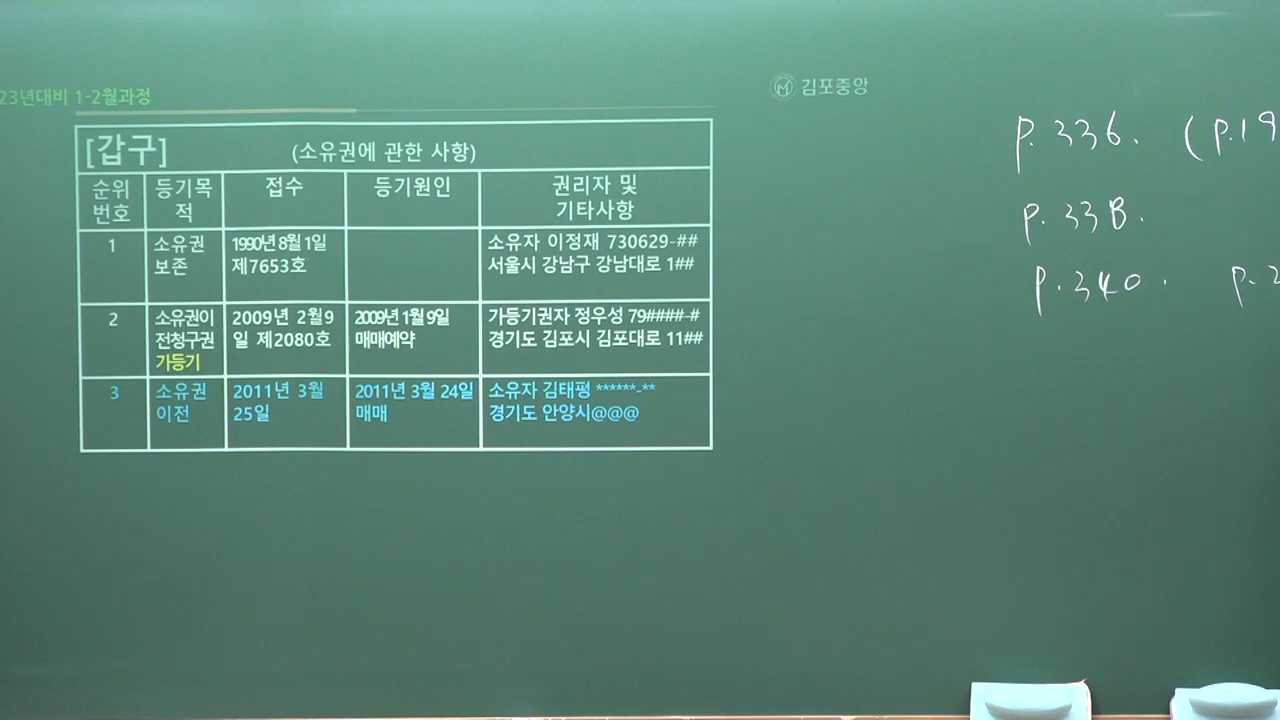 23년대비 1-2월과정
김포중앙
[갑구] (소유권에 관한 사항)
순위
번호
등기목
적
접수
등기원인
권리자 및
기타사항
1
소유권
보존
1990년 8월 1일
제7653호
소유자 이정재 730629-##
서울시 강남구 강남대로 1##
2
소유권이
전청구권
가등기
2009년 2월9
일 제2080호
2009년 1월 9일
매매예약
가등기권자 정우성 79####-#
경기도 김포시 김포대로 11##
3
소유권
이전
2011년 3월
25일
2011년 3월 24일
매매
소유자 김태평 ******-**
경기도 안양시@@@
p.336. (p.19
p.338.
p.340. p.2